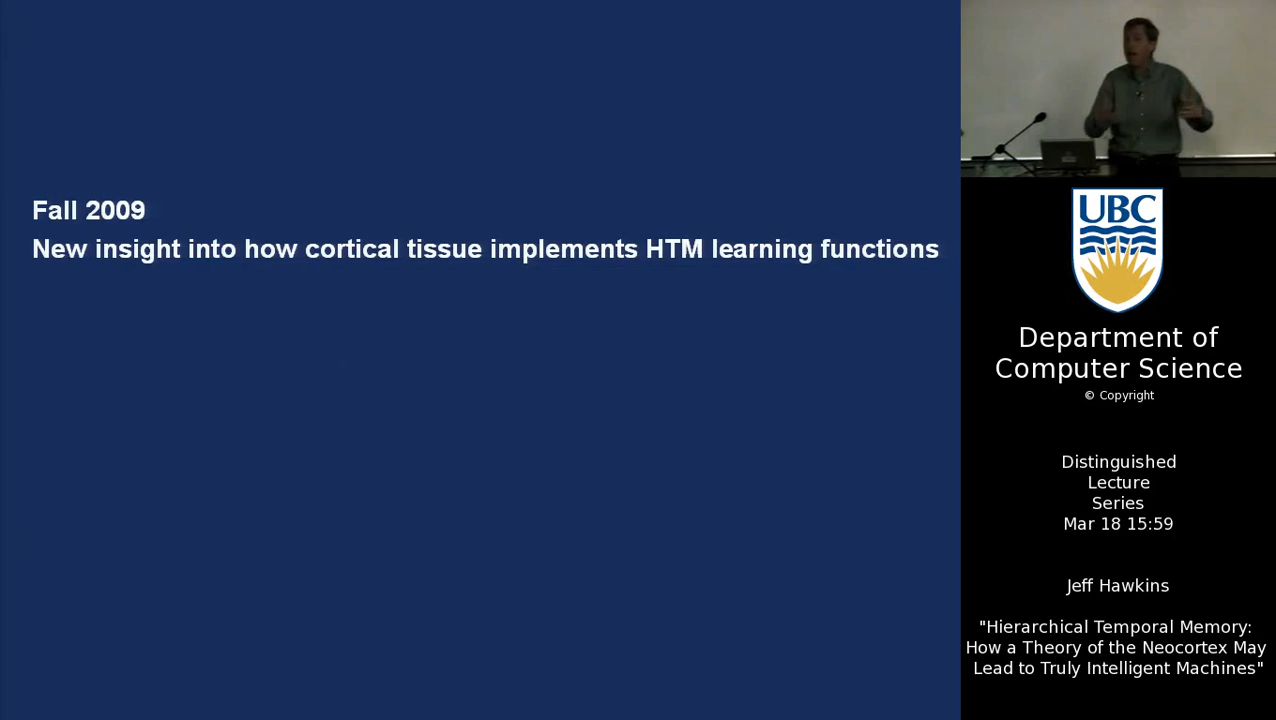 Fall 2009
New insight into how cortical tissue implements HTM learning functions
UBC
Department of
Computer Science
© Copyright
Distinguished
Lecture
Series
Mar 18 15:59
Jeff Hawkins
"Hierarchical Temporal Memory:
How a Theory of the Neocortex May
Lead to Truly Intelligent Machines"